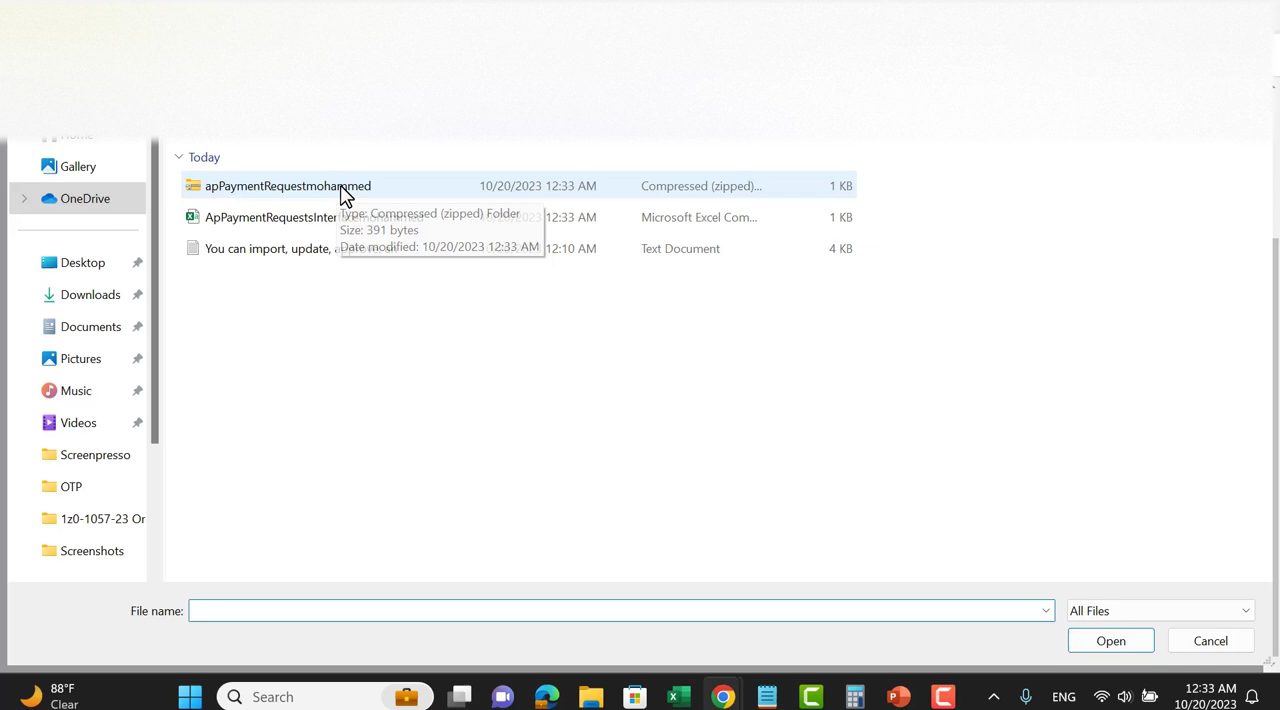 Home
Today
Gallery
apPaymentRequestmohammed 10/20/2023 12:33 AM Compressed (zipped)... 1 KB
OneDrive
ApPaymentRequestsInter 12:33 AM Microsoft Excel Com... 1 KB
Type: Compressed (zipped) Folder
Size: 391 bytes
Date modified: 10/20/2023 12:33 AM
You can import, update, 12:10 AM Text Document 4 KB
Desktop
Downloads
Documents
Pictures
Music
Videos
Screenpresso
OTP
1z0-1057-23 Or
Screenshots
File name: All Files
Open Cancel
88°F
Clear
Search
ENG
12:33 AM
10/20/2023